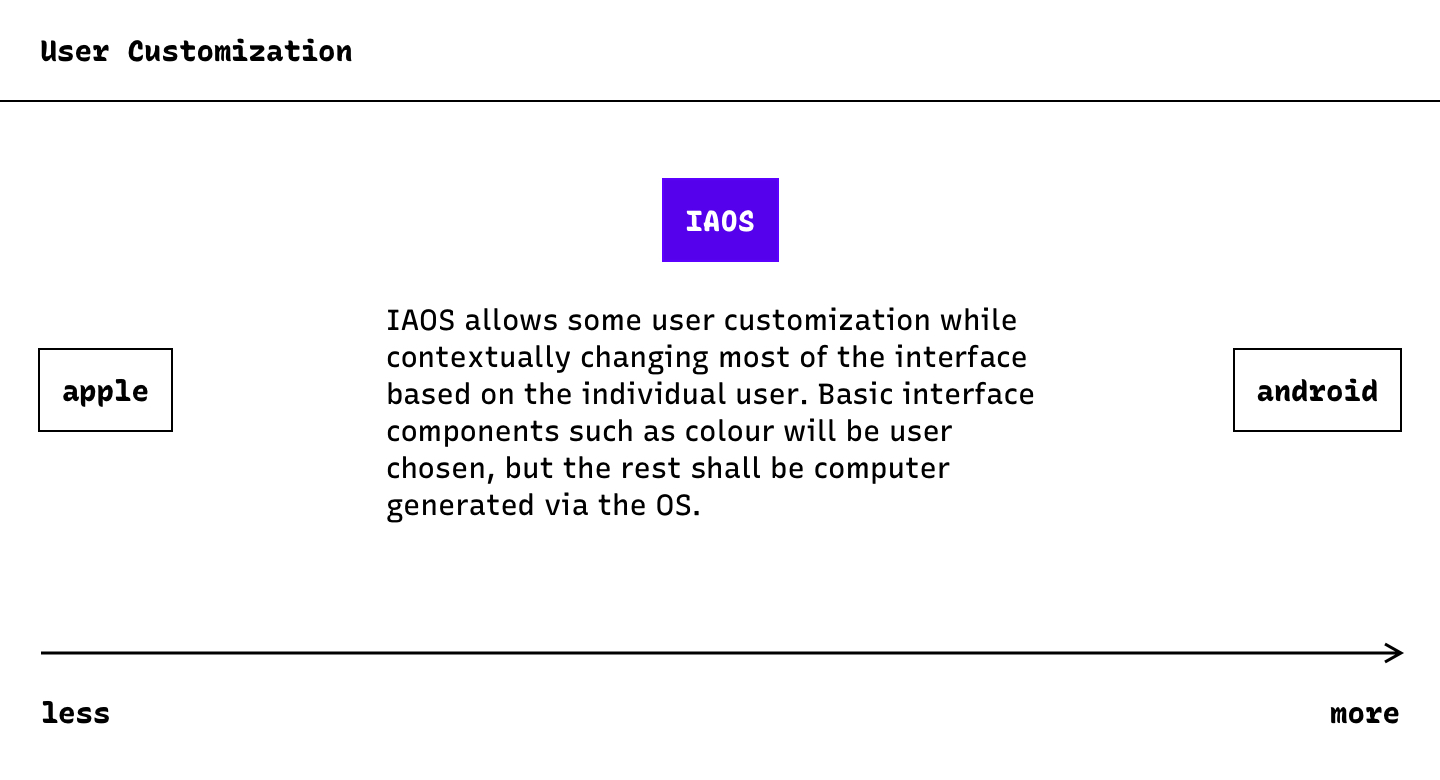 User Customization
IAOS
IAOS allows some user customization while
contextually changing most of the interface
based on the individual user. Basic interface
components such as colour will be user
chosen, but the rest shall be computer
generated via the OS.
apple
android
less
more